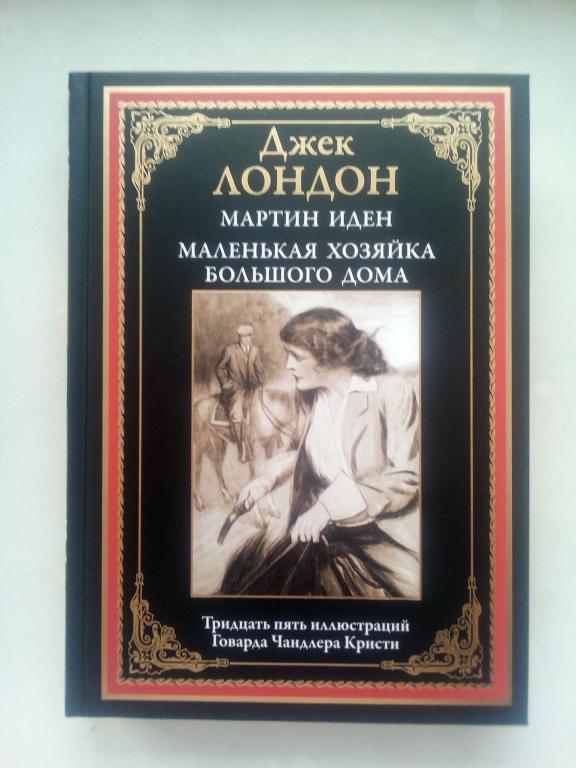 Джек
ЛОНДОН
МАРТИН ИДЕН
МАЛЕНЬКАЯ ХОЗЯЙКА
БОЛЬШОГО ДОМА
Тридцать пять иллюстраций
Говарда Чандлера Кристи